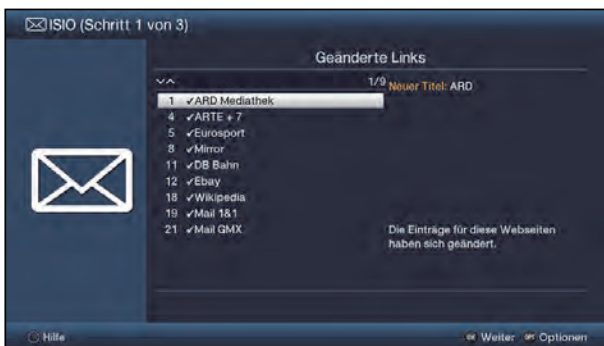 ISIO (Schritt 1 von 3)
Geänderte Links
1/9
Neuer Titel: ARD
1 ✓ARD Mediathek
4 ✓ARTE + 7
5 ✓Eurosport
8 ✓Mirror
11 ✓DB Bahn
12 ✓Ebay
18 ✓Wikipedia
19 ✓Mail 1&1
21 ✓Mail GMX
Die Einträge für diese Webseiten
haben sich geändert.
Hilfe
OK Weiter OPT Optionen